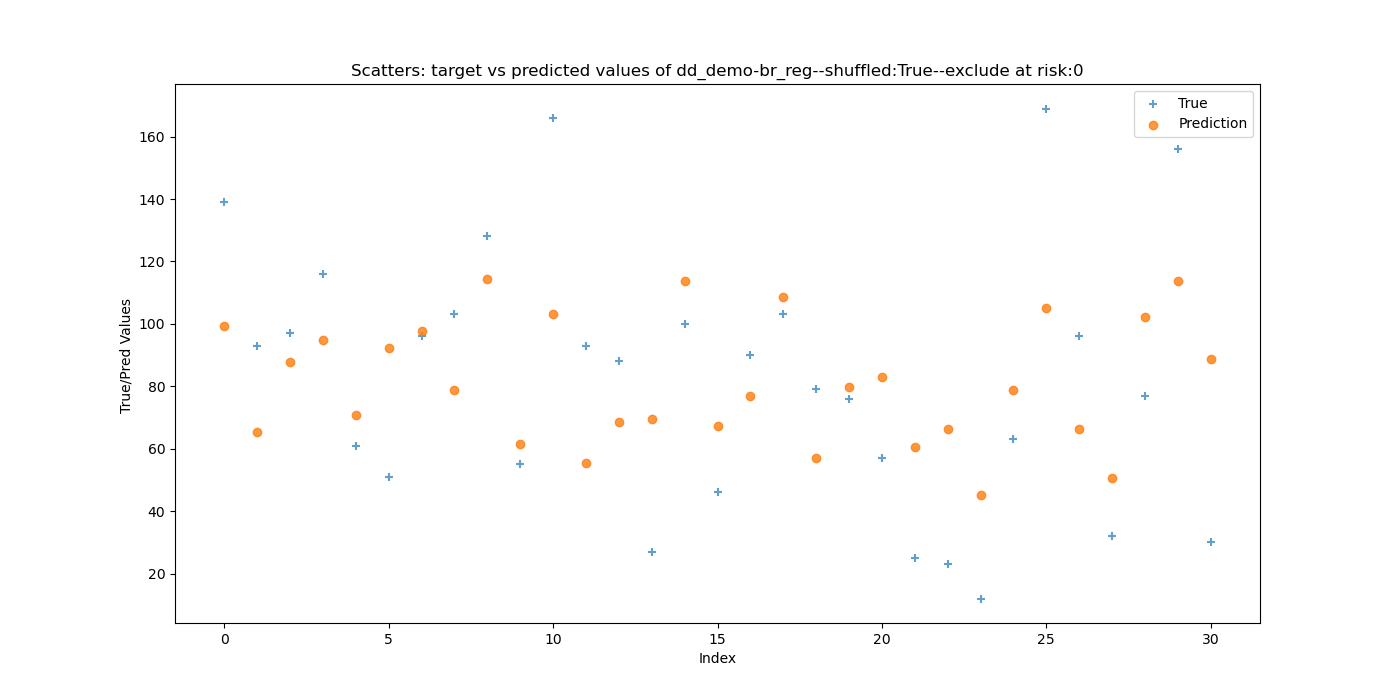 Scatters: target vs predicted values of dd_demo-br_reg--shuffled:True--exclude at risk:0
True
Prediction
True/Pred Values
160
140
120
100
80
60
40
20
0 5 10 15 20 25 30
Index